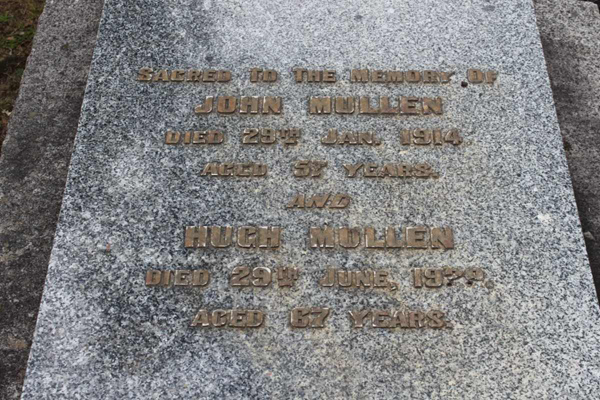 Sacred To The Memory Of
JOHN MULLEN
DIED 29TH JAN. 1914
AGED 57 YEARS.
AND
HUGH MULLEN
DIED 29TH JUNE,
AGED 67 YEARS.